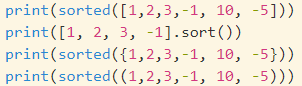 print(sorted([1,2,3,-1, 10, -5]))
print([1, 2, 3, -1].sort())
print(sorted({1,2,3,-1, 10, -5}))
print(sorted((1,2,3,-1, 10, -5)))